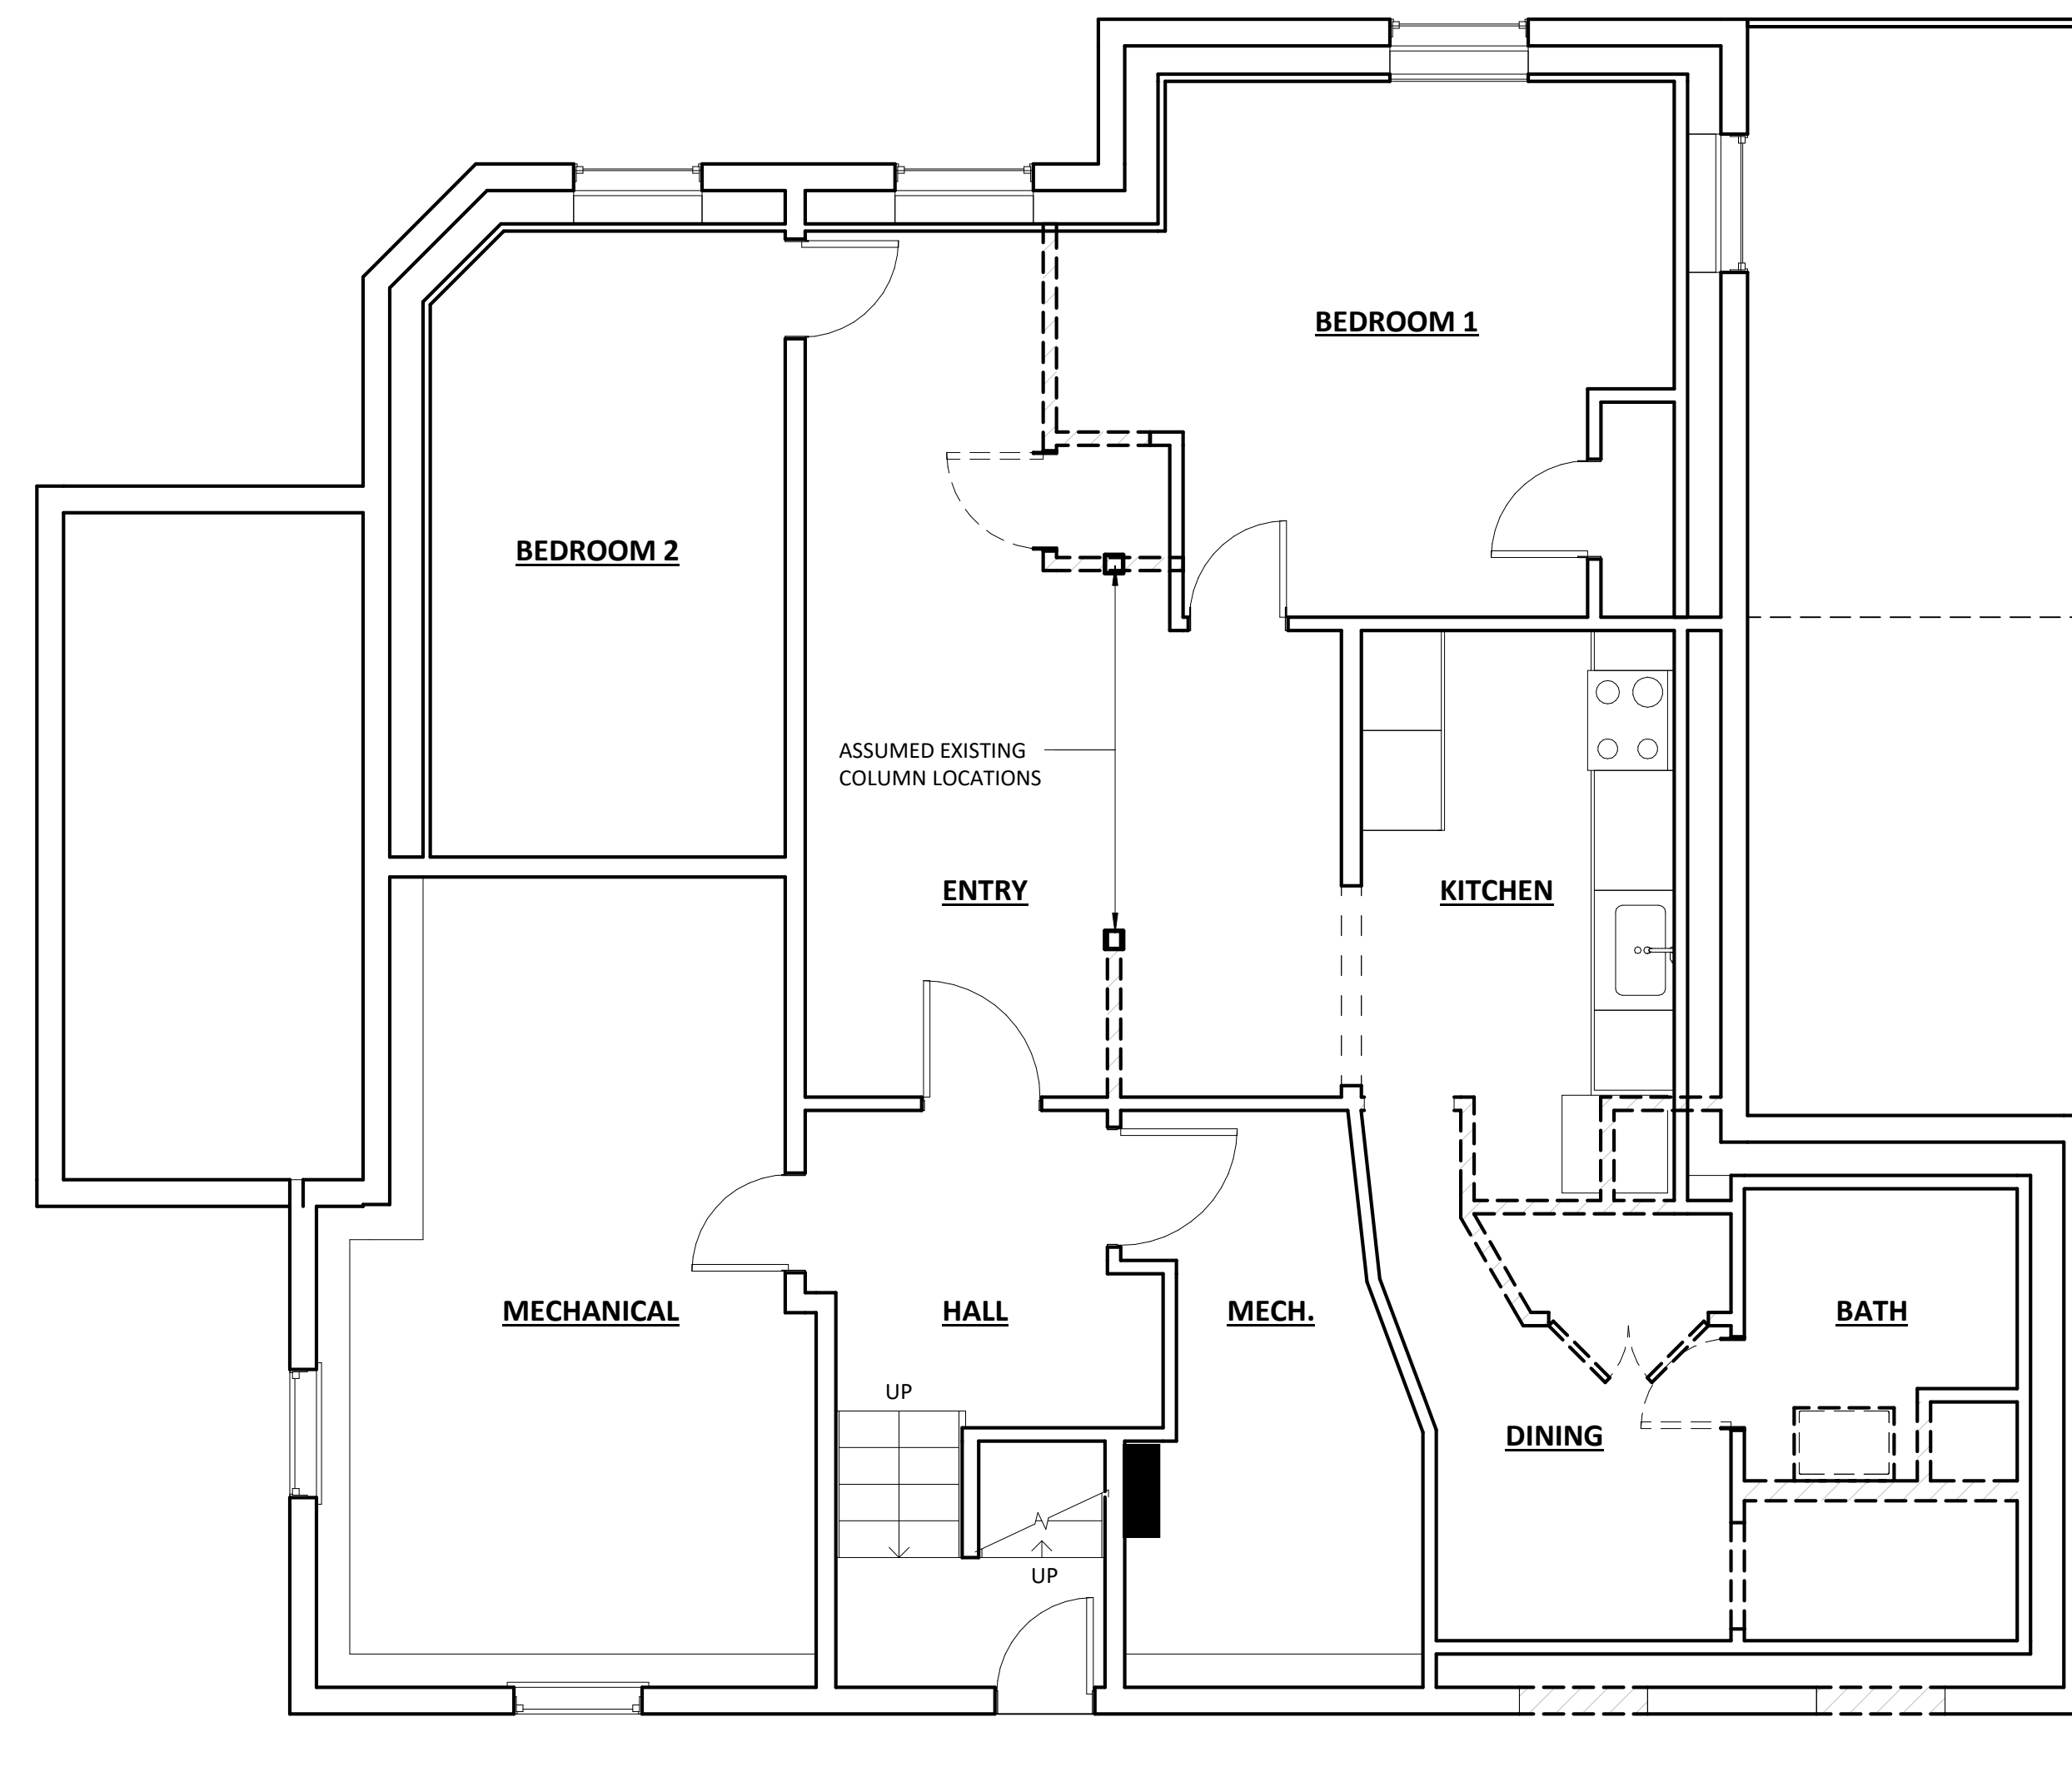 BEDROOM 1
BEDROOM 2
ASSUMED EXISTING
COLUMN LOCATIONS
ENTRY
KITCHEN
MECHANICAL
HALL
MECH.
BATH
UP
DINING
UP